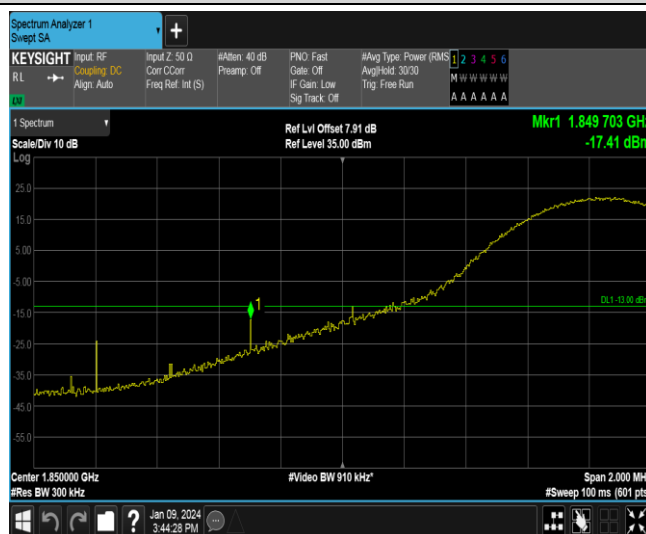 Spectrum Analyzer 1
Swept SA
+
KEYSIGHT
Input: RF
Coupling: DC
Align: Auto
Input Z: 50 Ω
Corr CCorr
Freq Ref: Int (S)
#Atten: 40 dB
Preamp: Off
PNO: Fast
Gate: Off
IF Gain: Low
Sig Track: Off
#Avg Type: Power (RMS
Avg|Hold: 30/30
Trig: Free Run
1 2 3 4 5 6
M W W W W W
A A A A A A
RL
LXI
1 Spectrum
Scale/Div 10 dB
Log
Ref Lvl Offset 7.91 dB
Ref Level 35.00 dBm
Mkr1 1.849 703 GHz
-17.41 dBm
25.0
15.0
5.00
-5.00
-15.0
-25.0
-35.0
-45.0
-55.0
1
DL1 -13.00 dBm
Center 1.850000 GHz
#Res BW 300 kHz
#Video BW 910 kHz*
Span 2.000 MHz
#Sweep 100 ms (601 pts)
?
Jan 09, 2024
3:44:28 PM